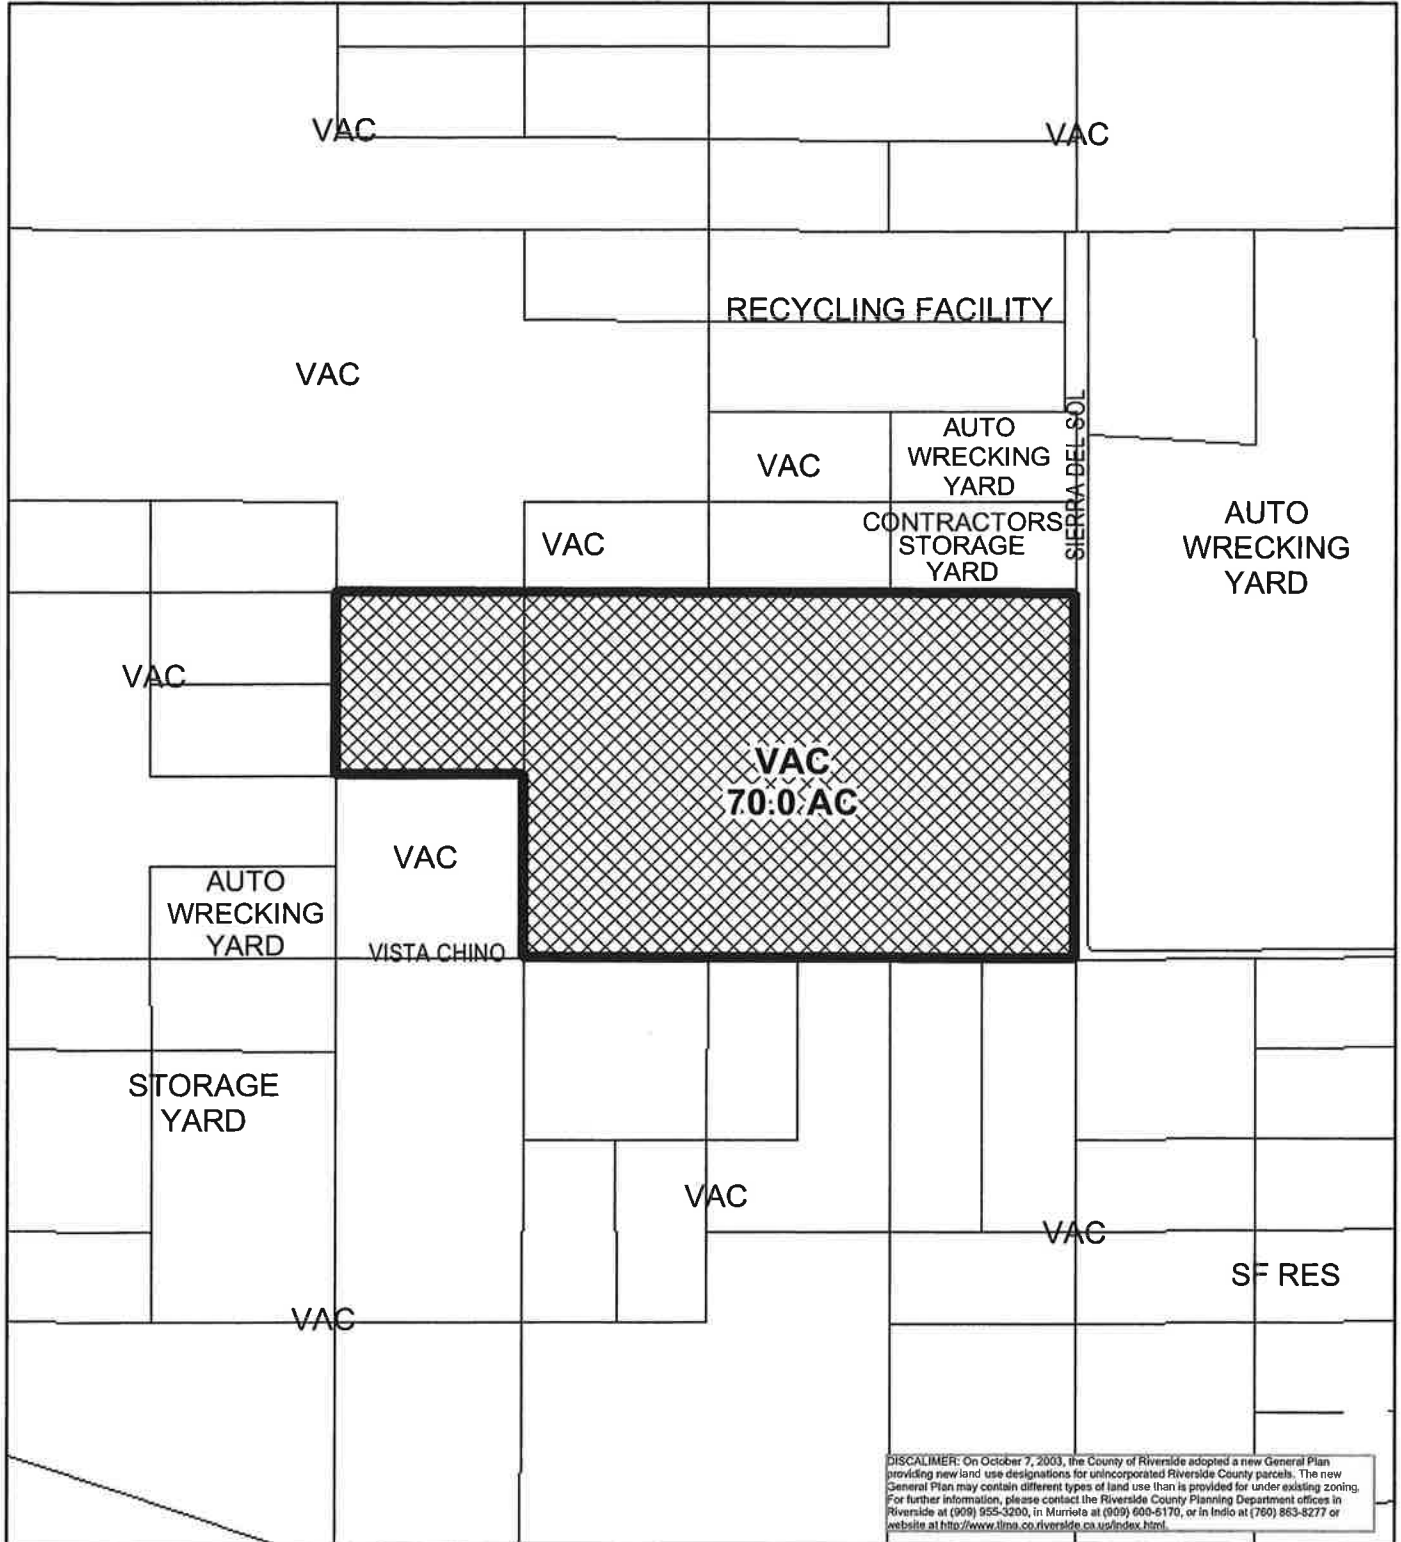 VAC
VAC
RECYCLING FACILITY
VAC
SIERRA DEL SOL
AUTO
WRECKING
YARD
VAC
CONTRACTORS
STORAGE
YARD
VAC
AUTO
WRECKING
YARD
VAC
VAC
70.0 AC
VAC
AUTO
WRECKING
YARD
VISTA CHINO
STORAGE
YARD
VAC
VAC
SF RES
VAC
DISCALIMER: On October 7, 2003, the County of Riverside adopted a new General Plan
providing new land use designations for unincorporated Riverside County parcels. The new
General Plan may contain different types of land use than is provided for under existing zoning.
For further information, please contact the Riverside County Planning Department offices in
Riverside at (909) 955-3200, in Murrieta at (909) 600-6170, or in Indio at (760) 863-8277 or
website at http://www.tlma.co.riverside.ca.us/index.html.